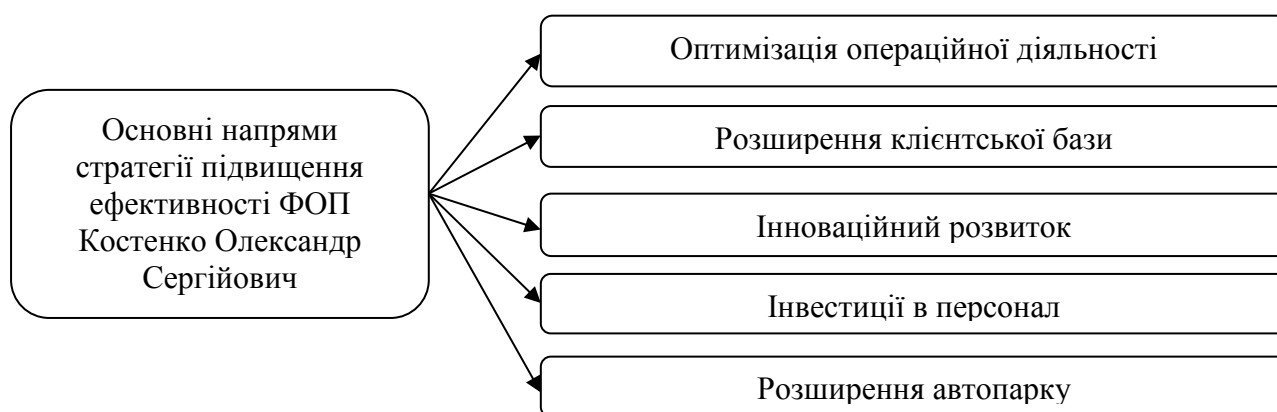 Основні напрями
стратегії підвищення
ефективності ФОП
Костенко Олександр
Сергійович
Оптимізація операційної діяльності
Розширення клієнтської бази
Інноваційний розвиток
Інвестиції в персонал
Розширення автопарку